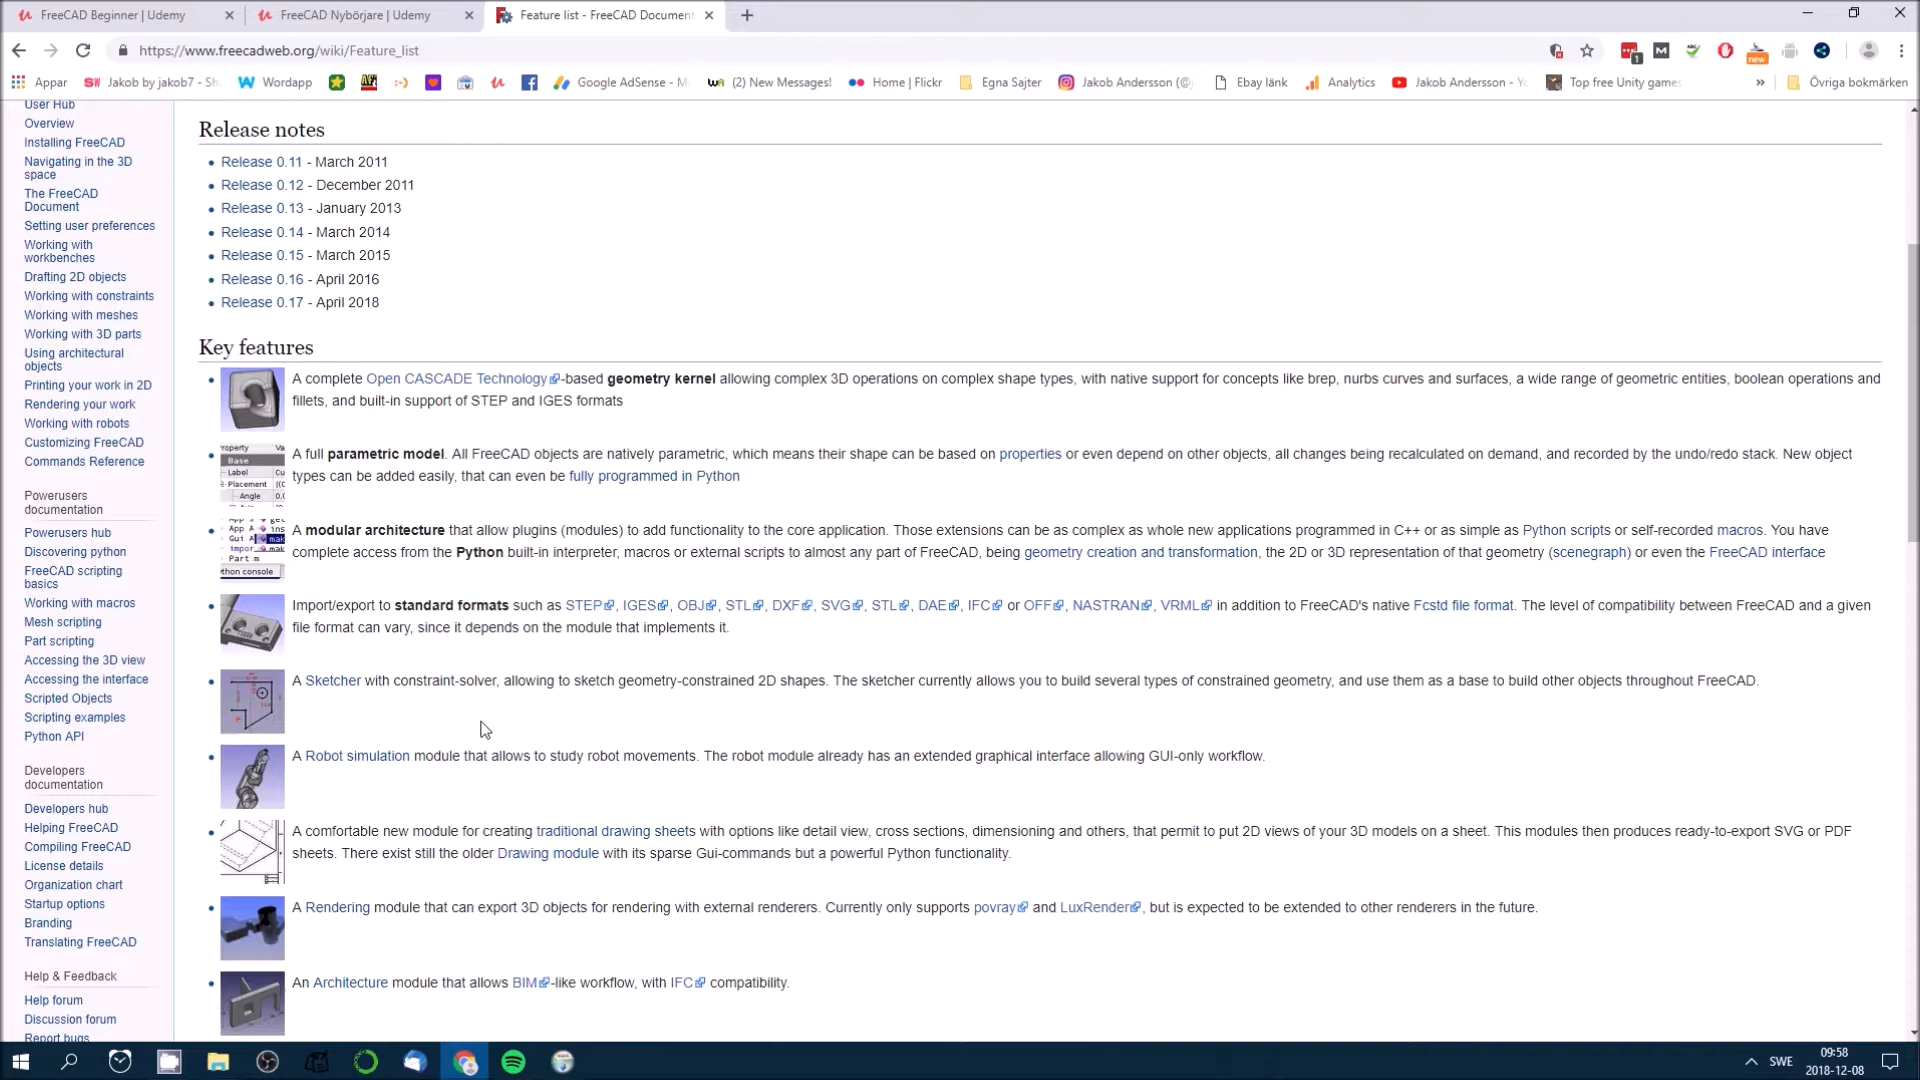 FreeCAD Beginner | Udemy
FreeCAD Nybörjare | Udemy
Feature list - FreeCAD Document
https://www.freecadweb.org/wiki/Feature_list
1
new
Appar
Jakob by jakob7 - Sh
Wordapp
Google AdSense - M
(2) New Messages!
Home | Flickr
Egna Sajter
Jakob Andersson (@
Ebay länk
Analytics
Jakob Andersson - Yo
Top free Unity games
»
Övriga bokmärken
User Hub
Overview
Installing FreeCAD
Navigating in the 3D
space
The FreeCAD
Document
Setting user preferences
Working with
workbenches
Drafting 2D objects
Working with constraints
Working with meshes
Working with 3D parts
Using architectural
objects
Printing your work in 2D
Rendering your work
Working with robots
Customizing FreeCAD
Commands Reference
Powerusers
documentation
Powerusers hub
Discovering python
FreeCAD scripting
basics
Working with macros
Mesh scripting
Part scripting
Accessing the 3D view
Accessing the interface
Scripted Objects
Scripting examples
Python API
Developers
documentation
Developers hub
Helping FreeCAD
Compiling FreeCAD
License details
Organization chart
Startup options
Branding
Translating FreeCAD
Help & Feedback
Help forum
Discussion forum
Report bugs
Release notes
Release 0.11 - March 2011
Release 0.12 - December 2011
Release 0.13 - January 2013
Release 0.14 - March 2014
Release 0.15 - March 2015
Release 0.16 - April 2016
Release 0.17 - April 2018
Key features
A complete Open CASCADE Technology-based geometry kernel allowing complex 3D operations on complex shape types, with native support for concepts like brep, nurbs curves and surfaces, a wide range of geometric entities, boolean operations and
fillets, and built-in support of STEP and IGES formats
A full parametric model. All FreeCAD objects are natively parametric, which means their shape can be based on properties or even depend on other objects, all changes being recalculated on demand, and recorded by the undo/redo stack. New object
types can be added easily, that can even be fully programmed in Python
Base
Label
Placement
Angle
A modular architecture that allow plugins (modules) to add functionality to the core application. Those extensions can be as complex as whole new applications programmed in C++ or as simple as Python scripts or self-recorded macros. You have
complete access from the Python built-in interpreter, macros or external scripts to almost any part of FreeCAD, being geometry creation and transformation, the 2D or 3D representation of that geometry (scenegraph) or even the FreeCAD interface
Import/export to standard formats such as STEP, IGES, OBJ, STL, DXF, SVG, STL, DAE, IFC or OFF, NASTRAN, VRML in addition to FreeCAD's native Fcstd file format. The level of compatibility between FreeCAD and a given
file format can vary, since it depends on the module that implements it.
A Sketcher with constraint-solver, allowing to sketch geometry-constrained 2D shapes. The sketcher currently allows you to build several types of constrained geometry, and use them as a base to build other objects throughout FreeCAD.
A Robot simulation module that allows to study robot movements. The robot module already has an extended graphical interface allowing GUI-only workflow.
A comfortable new module for creating traditional drawing sheets with options like detail view, cross sections, dimensioning and others, that permit to put 2D views of your 3D models on a sheet. This modules then produces ready-to-export SVG or PDF
sheets. There exist still the older Drawing module with its sparse Gui-commands but a powerful Python functionality.
A Rendering module that can export 3D objects for rendering with external renderers. Currently only supports povray and LuxRender, but is expected to be extended to other renderers in the future.
An Architecture module that allows BIM-like workflow, with IFC compatibility.
SWE
09:58
2018-12-08